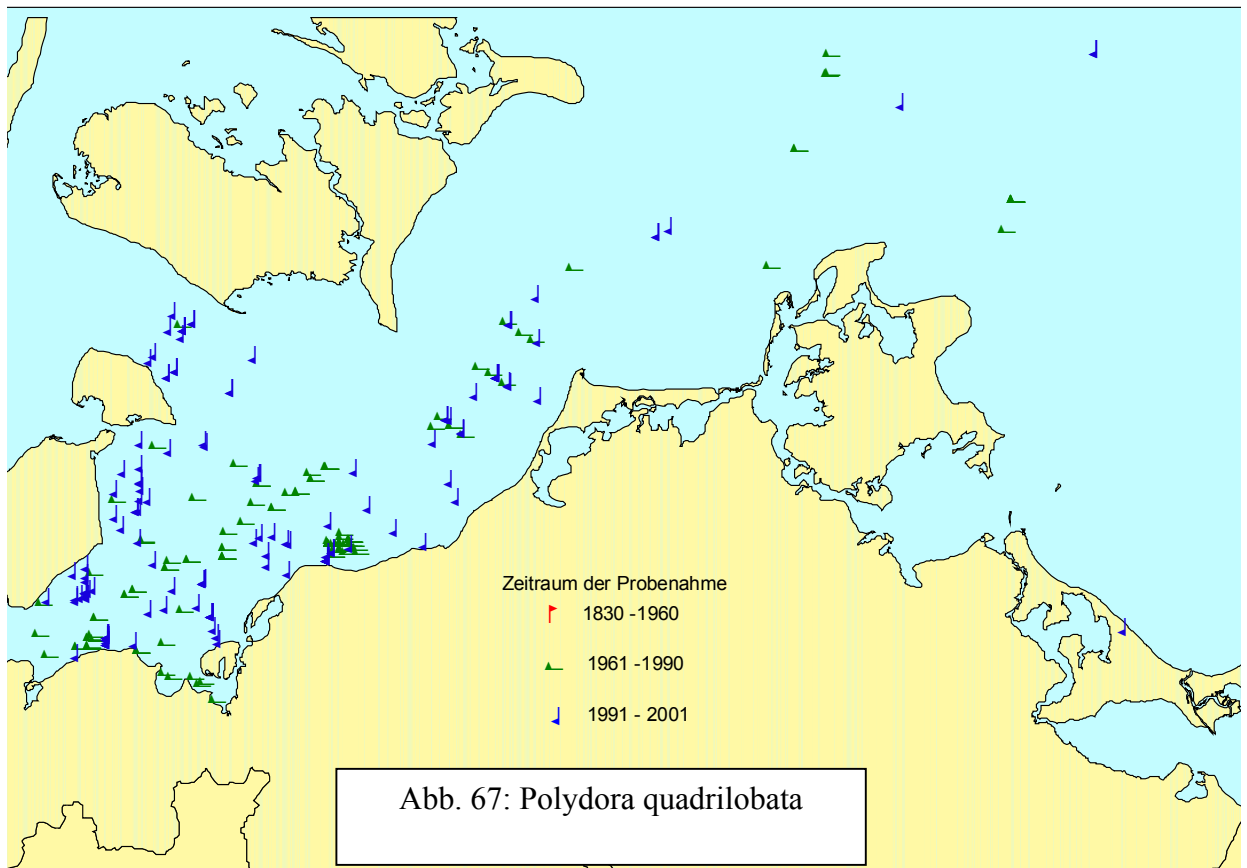 Zeitraum der Probenahme
1830 -1960
1961 -1990
1991 - 2001
Abb. 67: Polydora quadrilobata